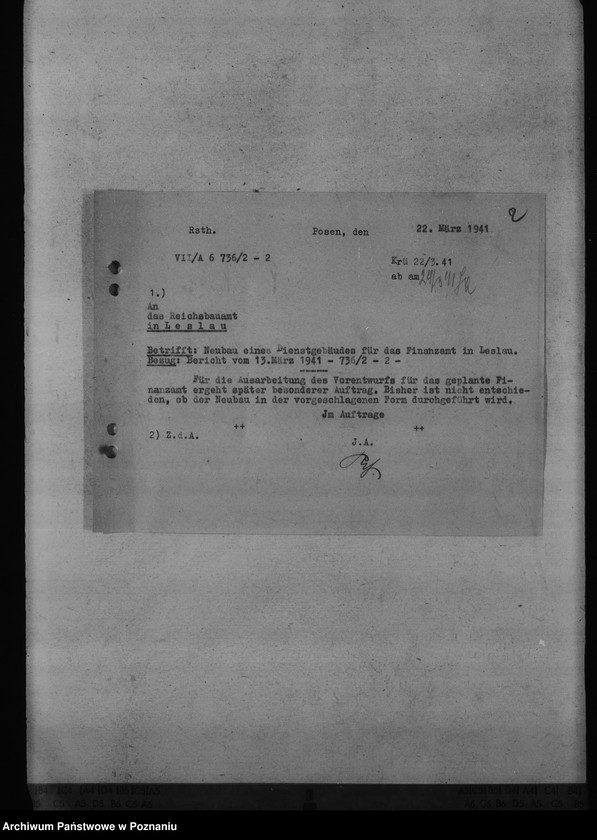 2
Rsth. Posen, den 22. März 1941
VII/A 6 736/2 - 2 Krü 22/3.41
ab am
1.)
An
das Reichsbauamt
in Leslau
Betrifft: Neubau eines Dienstgebäudes für das Finanzamt in Leslau.
Bezug: Bericht vom 13.März 1941 - 736/2 - 2 -
Für die Ausarbeitung des Vorentwurfs für das geplante Fi-
nanzamt ergeht später besonderer Auftrag. Bisher ist nicht entschie-
den, ob der Neubau in der vorgeschlagenen Form durchgeführt wird.
Jm Auftrage
++ ++
2) Z.d.A. J.A.
Archiwum Państwowe w Poznaniu